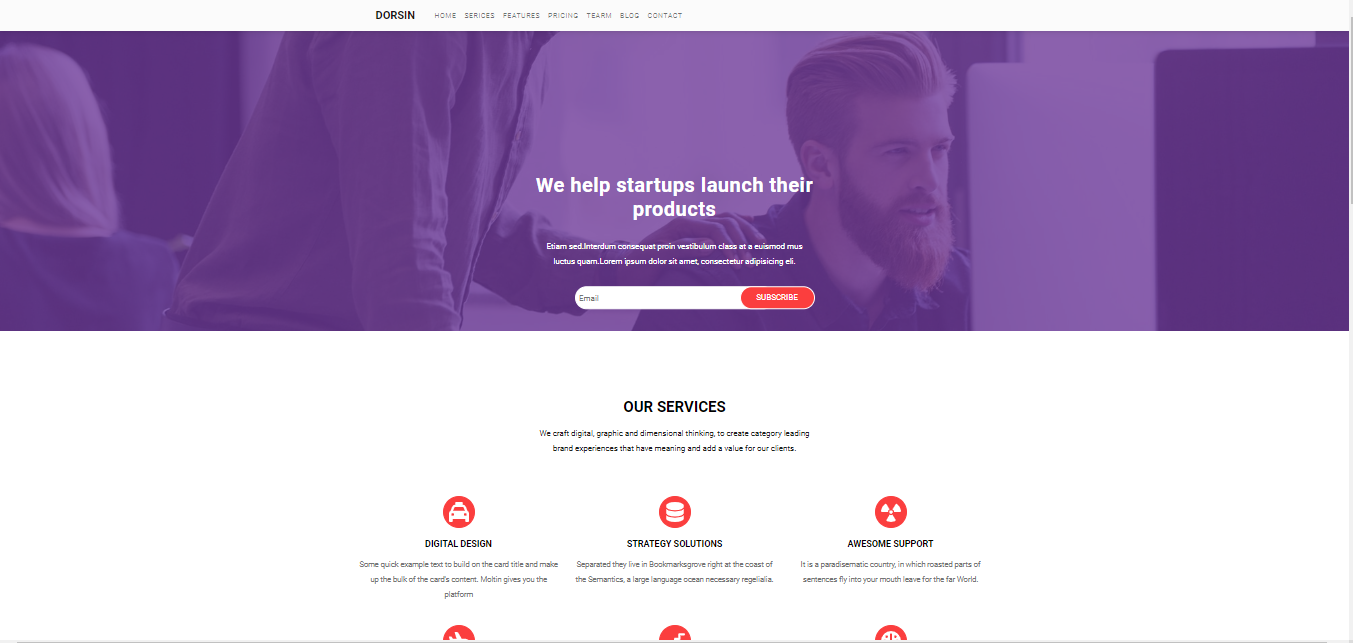 DORSIN HOME SERICES FEATURES PRICING TEARM BLOG CONTACT
We help startups launch their
products
Etiam sed.Interdum consequat proin vestibulum class at a euismod mus
luctus quam.Lorem ipsum dolor sit amet, consectetur adipisicing eli.
Email SUBSCRIBE
OUR SERVICES
We craft digital, graphic and dimensional thinking, to create category leading
brand experiences that have meaning and add a value for our clients.
DIGITAL DESIGN
Some quick example text to build on the card title and make
up the bulk of the card's content. Moltin gives you the
platform
STRATEGY SOLUTIONS
Separated they live in Bookmarksgrove right at the coast of
the Semantics, a large language ocean necessary regelialia.
AWESOME SUPPORT
It is a paradisematic country, in which roasted parts of
sentences fly into your mouth leave for the far World.